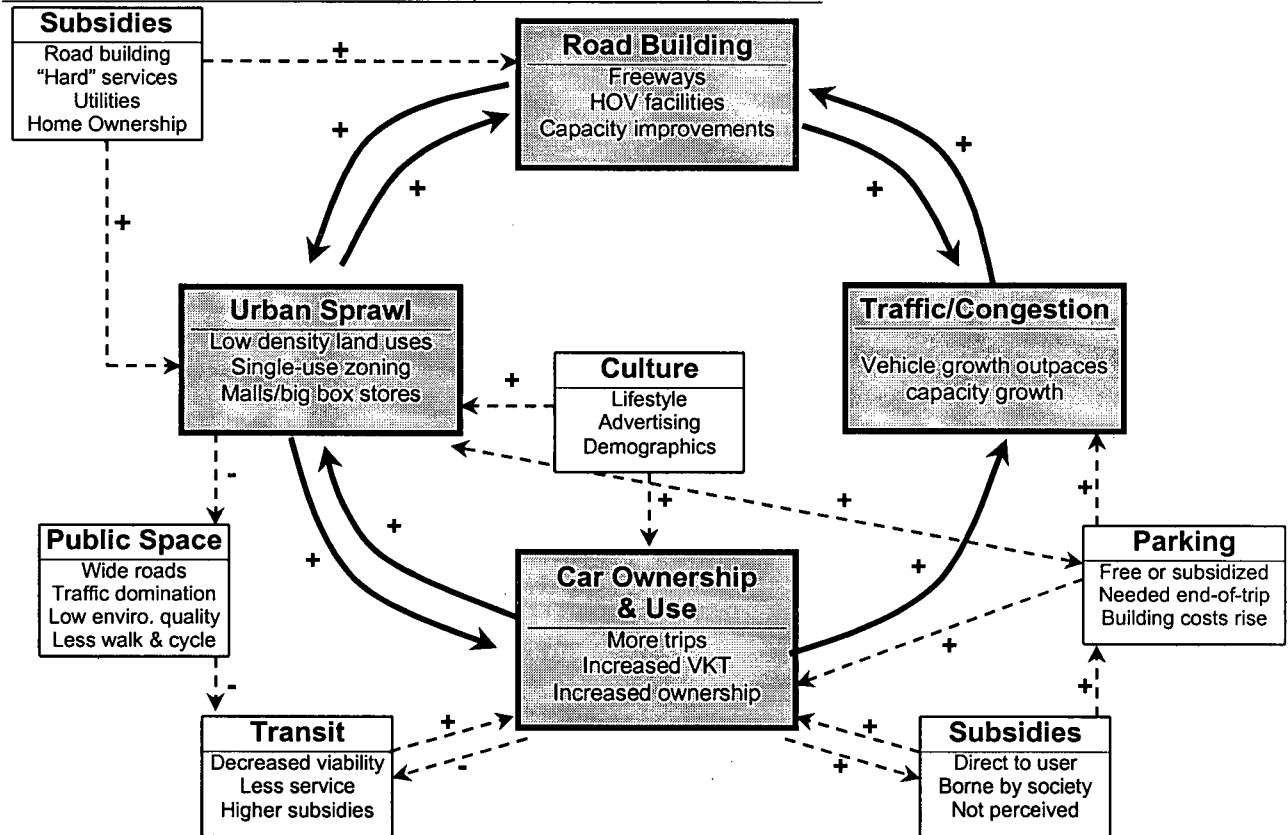 Subsidies
Road building
"Hard" services
Utilities
Home Ownership
+
+
Road Building
Freeways
HOV facilities
Capacity improvements
+
+
+
+
Urban Sprawl
Low density land uses
Single-use zoning
Malls/big box stores
Culture
Lifestyle
Advertising
Demographics
+
+
Traffic/Congestion
Vehicle growth outpaces
capacity growth
-
+
+
+
+
+
Public Space
Wide roads
Traffic domination
Low enviro. quality
Less walk & cycle
-
Car Ownership
& Use
More trips
Increased VKT
Increased ownership
Parking
Free or subsidized
Needed end-of-trip
Building costs rise
+
+
Transit
Decreased viability
Less service
Higher subsidies
+
-
+
+
Subsidies
Direct to user
Borne by society
Not perceived